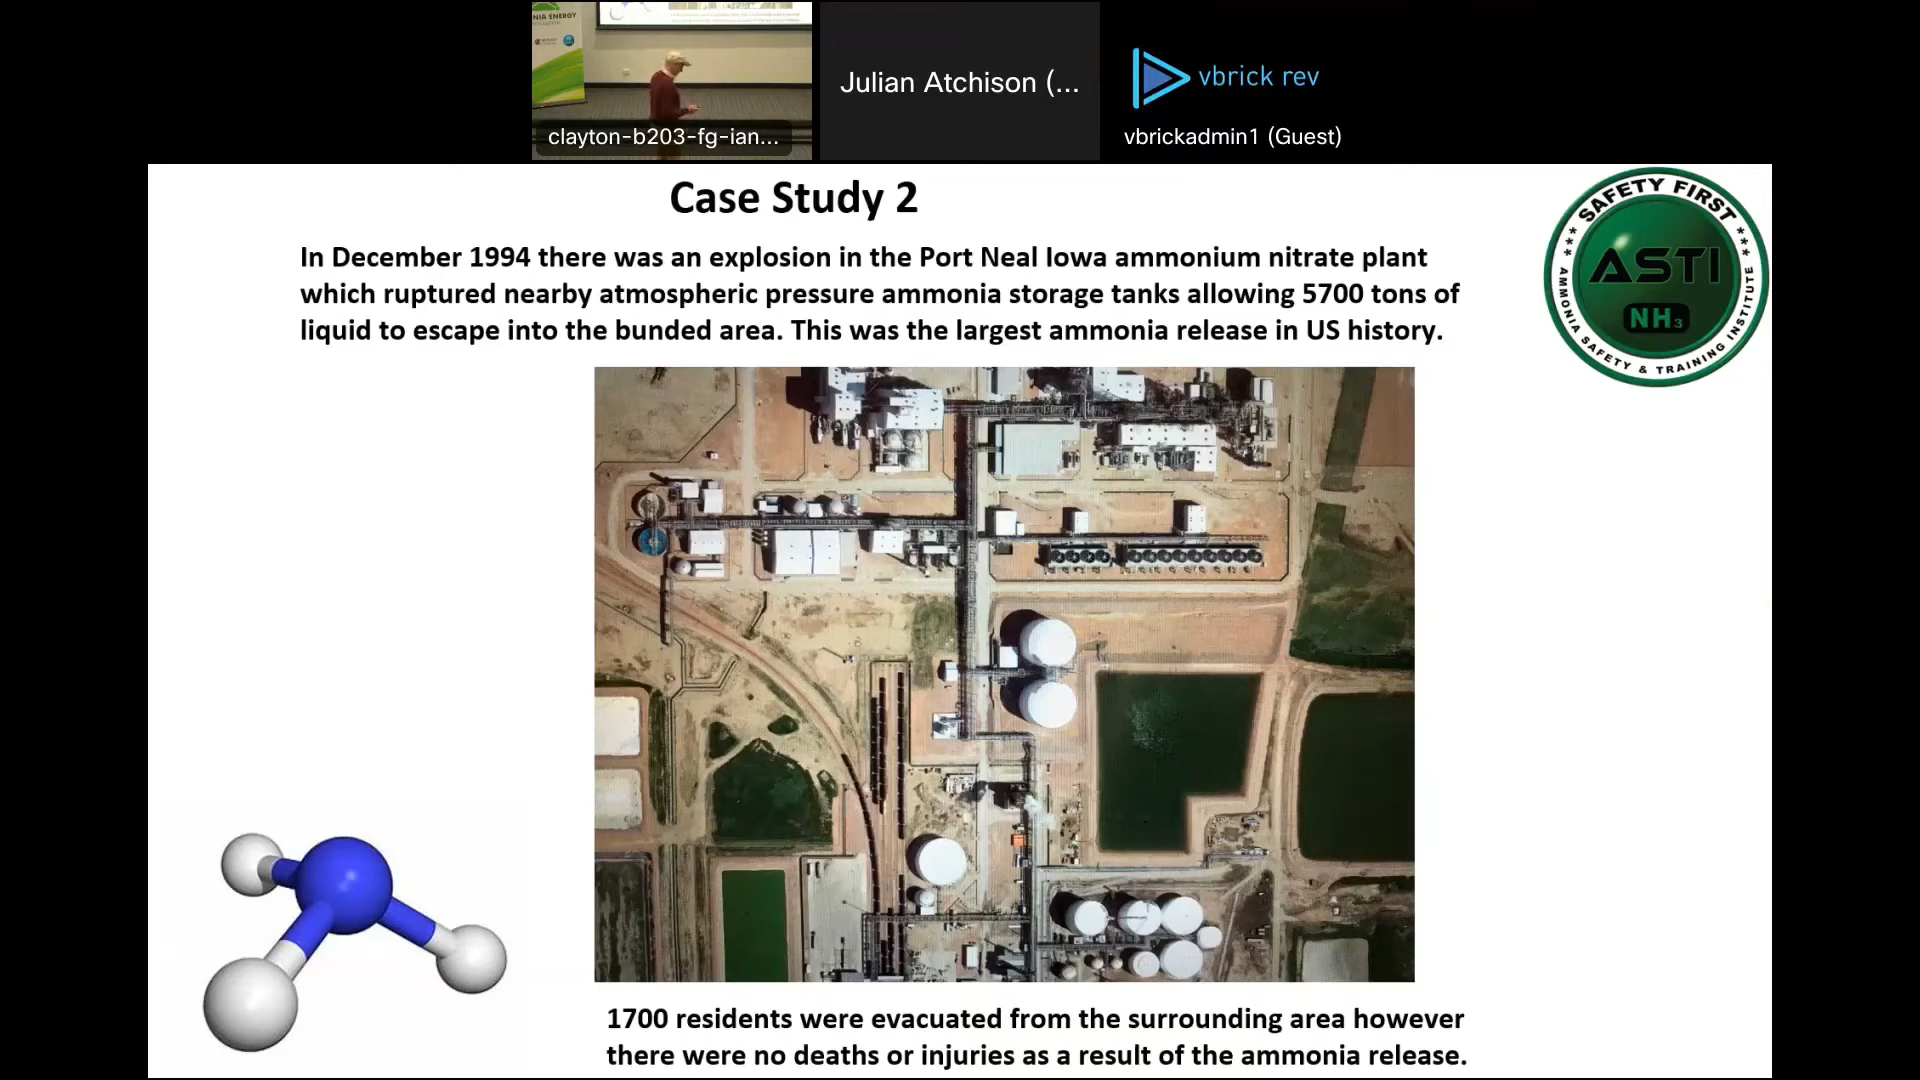 NIA ENERGY
clayton-b203-fg-ian...
Julian Atchison (...
vbrick rev
vbrickadmin1 (Guest)
Case Study 2
In December 1994 there was an explosion in the Port Neal Iowa ammonium nitrate plant
which ruptured nearby atmospheric pressure ammonia storage tanks allowing 5700 tons of
liquid to escape into the bunded area. This was the largest ammonia release in US history.
SAFETY FIRST
ASTI
NH₃
AMMONIA SAFETY & TRAINING INSTITUTE
1700 residents were evacuated from the surrounding area however
there were no deaths or injuries as a result of the ammonia release.